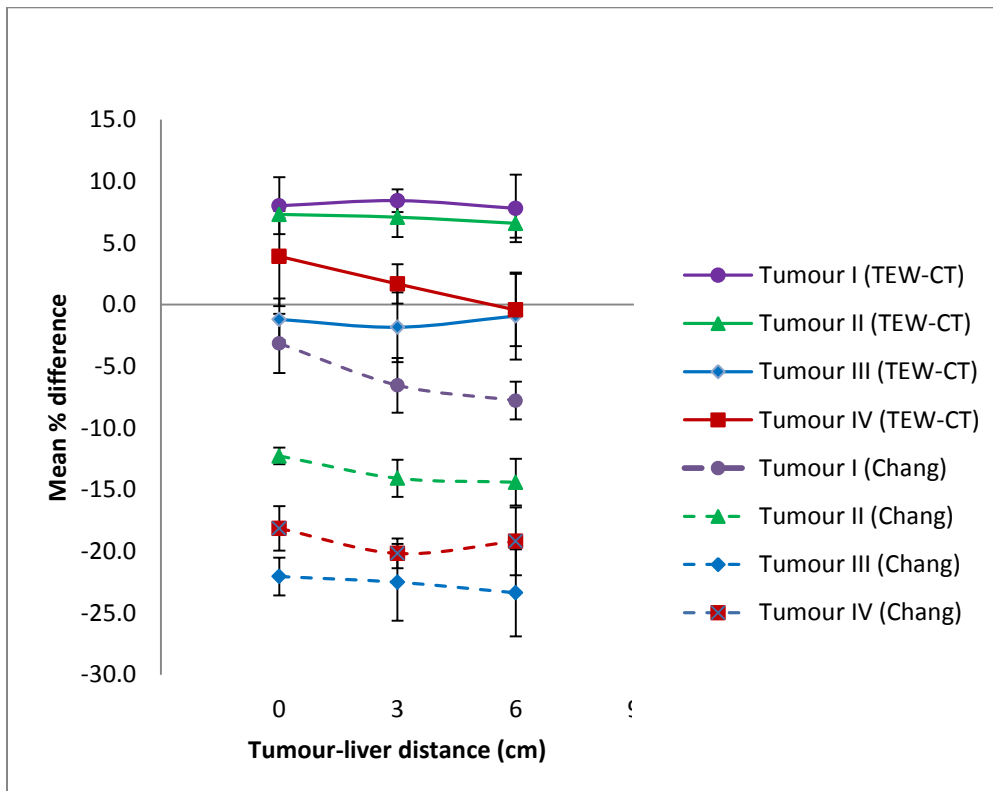 15.0
10.0
5.0
0.0
-5.0
-10.0
-15.0
-20.0
-25.0
-30.0
Mean % difference
0 3 6
Tumour-liver distance (cm)
Tumour I (TEW-CT)
Tumour II (TEW-CT)
Tumour III (TEW-CT)
Tumour IV (TEW-CT)
Tumour I (Chang)
Tumour II (Chang)
Tumour III (Chang)
Tumour IV (Chang)